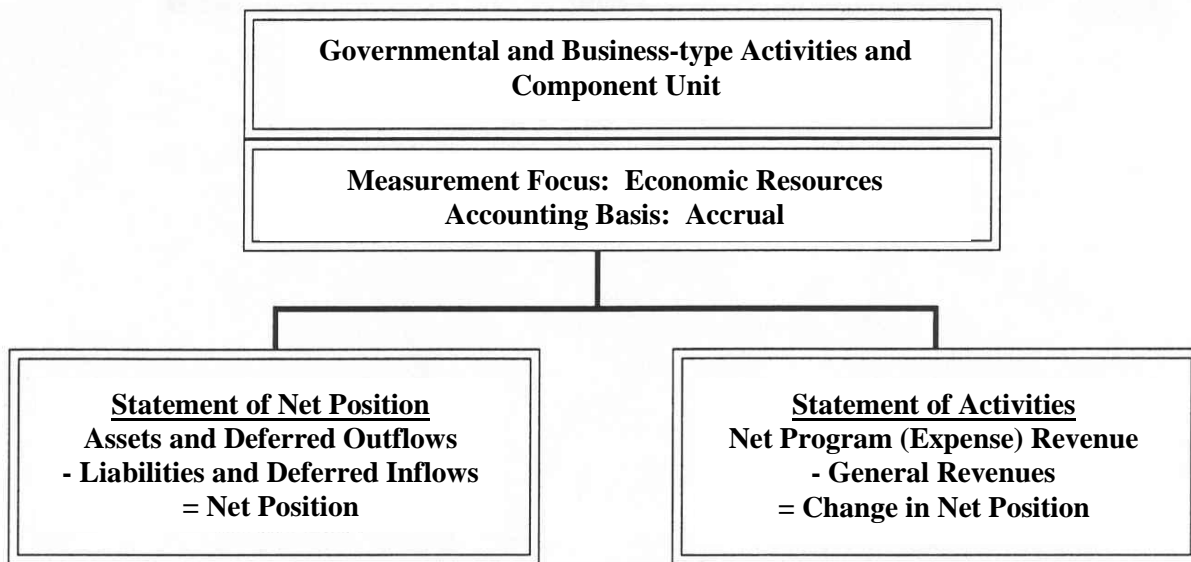 Governmental and Business-type Activities and
Component Unit
Measurement Focus:  Economic Resources
Accounting Basis:  Accrual
Statement of Net Position
Assets and Deferred Outflows
- Liabilities and Deferred Inflows
= Net Position
Statement of Activities
Net Program (Expense) Revenue
- General Revenues
= Change in Net Position